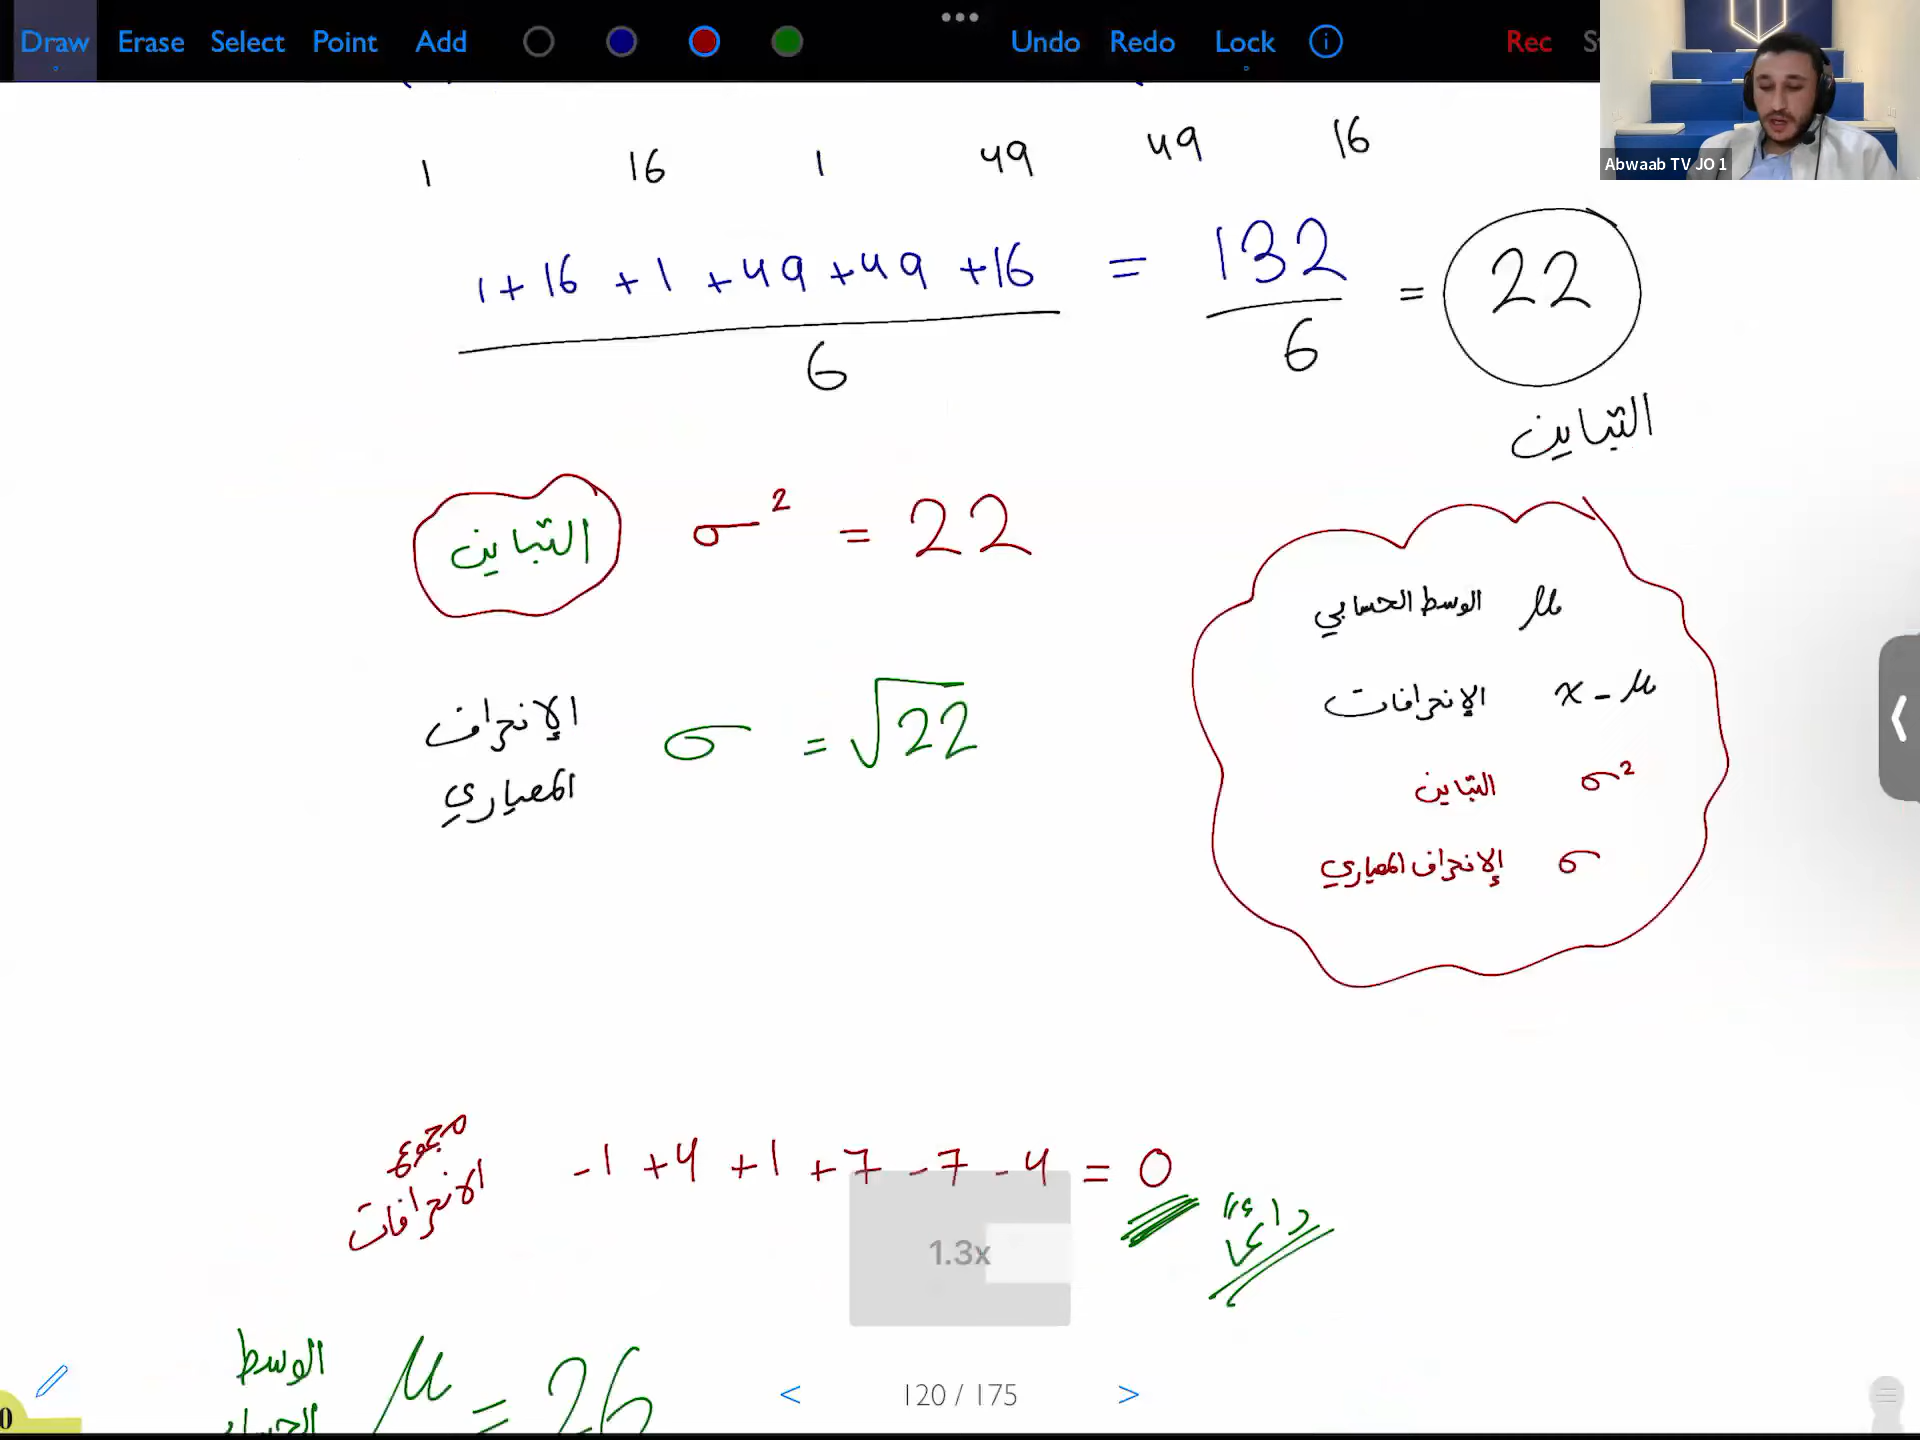 Draw Erase Select Point Add Undo Redo Lock Rec
Abwaab TV JO 1
1 16 1 49 49 16
1 + 16 + 1 + 49 + 49 + 16 = 132 = 22
6 6
التباين
التباين σ² = 22
الإنحراف المعياري σ = √22
μ الوسط الحسابي
x - μ الإنحرافات
σ² التباين
σ الإنحراف المعياري
مجموع الانحرافات -1 +4 +1 +7 -7 -4 = 0
دائماً
1.3x
الوسط μ = 26
< 120 / 175 >
0